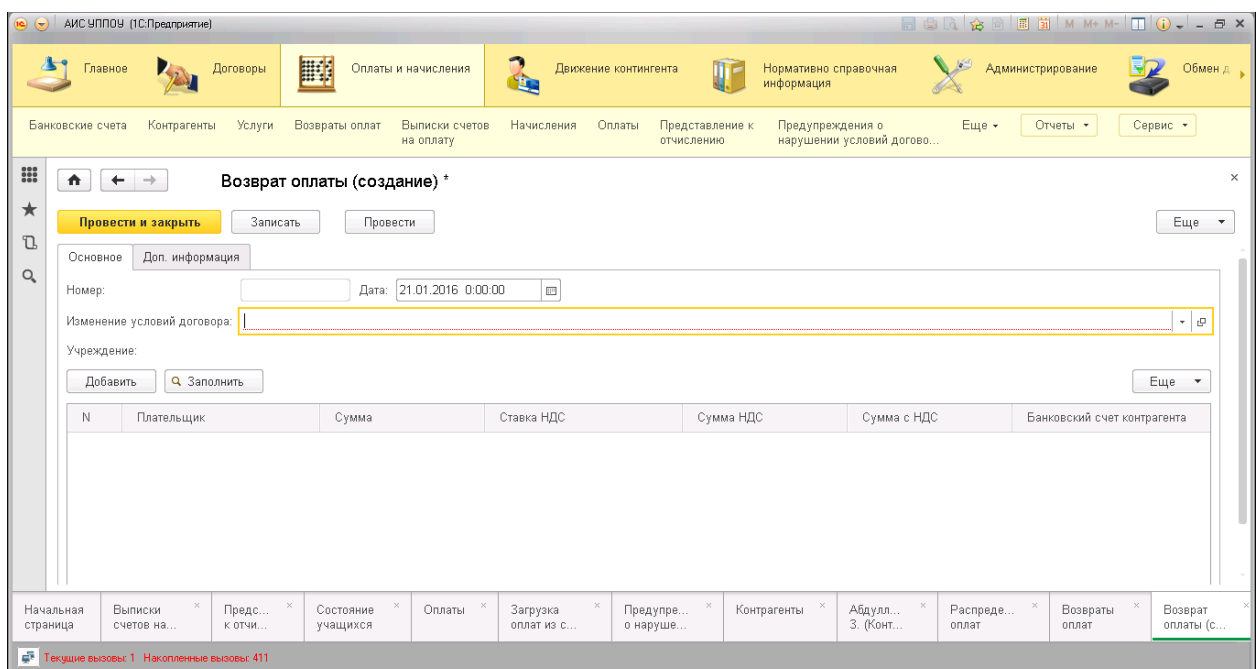 АИС УППОУ (1С:Предприятие)
M M+ M-
Главное
Договоры
Оплаты и начисления
Движение контингента
Нормативно справочная
информация
Администрирование
Обмен д
Банковские счета
Контрагенты
Услуги
Возвраты оплат
Выписки счетов
на оплату
Начисления
Оплаты
Представление к
отчислению
Предупреждения о
нарушении условий догово...
Еще
Отчеты
Сервис
Возврат оплаты (создание) *
Провести и закрыть
Записать
Провести
Еще
Основное
Доп. информация
Номер:
Дата: 21.01.2016 0:00:00
Изменение условий договора:
Учреждение:
Добавить
Заполнить
Еще
N Плательщик Сумма Ставка НДС Сумма НДС Сумма с НДС Банковский счет контрагента
Начальная
страница
Выписки
счетов на...
Предс...
к отчи...
Состояние
учащихся
Оплаты
Загрузка
оплат из с...
Предупре...
о наруше...
Контрагенты
Абдулл...
З. (Конт...
Распреде...
оплат
Возвраты
оплат
Возврат
оплаты (с...
Текущие вызовы: 1 Накопленные вызовы: 411